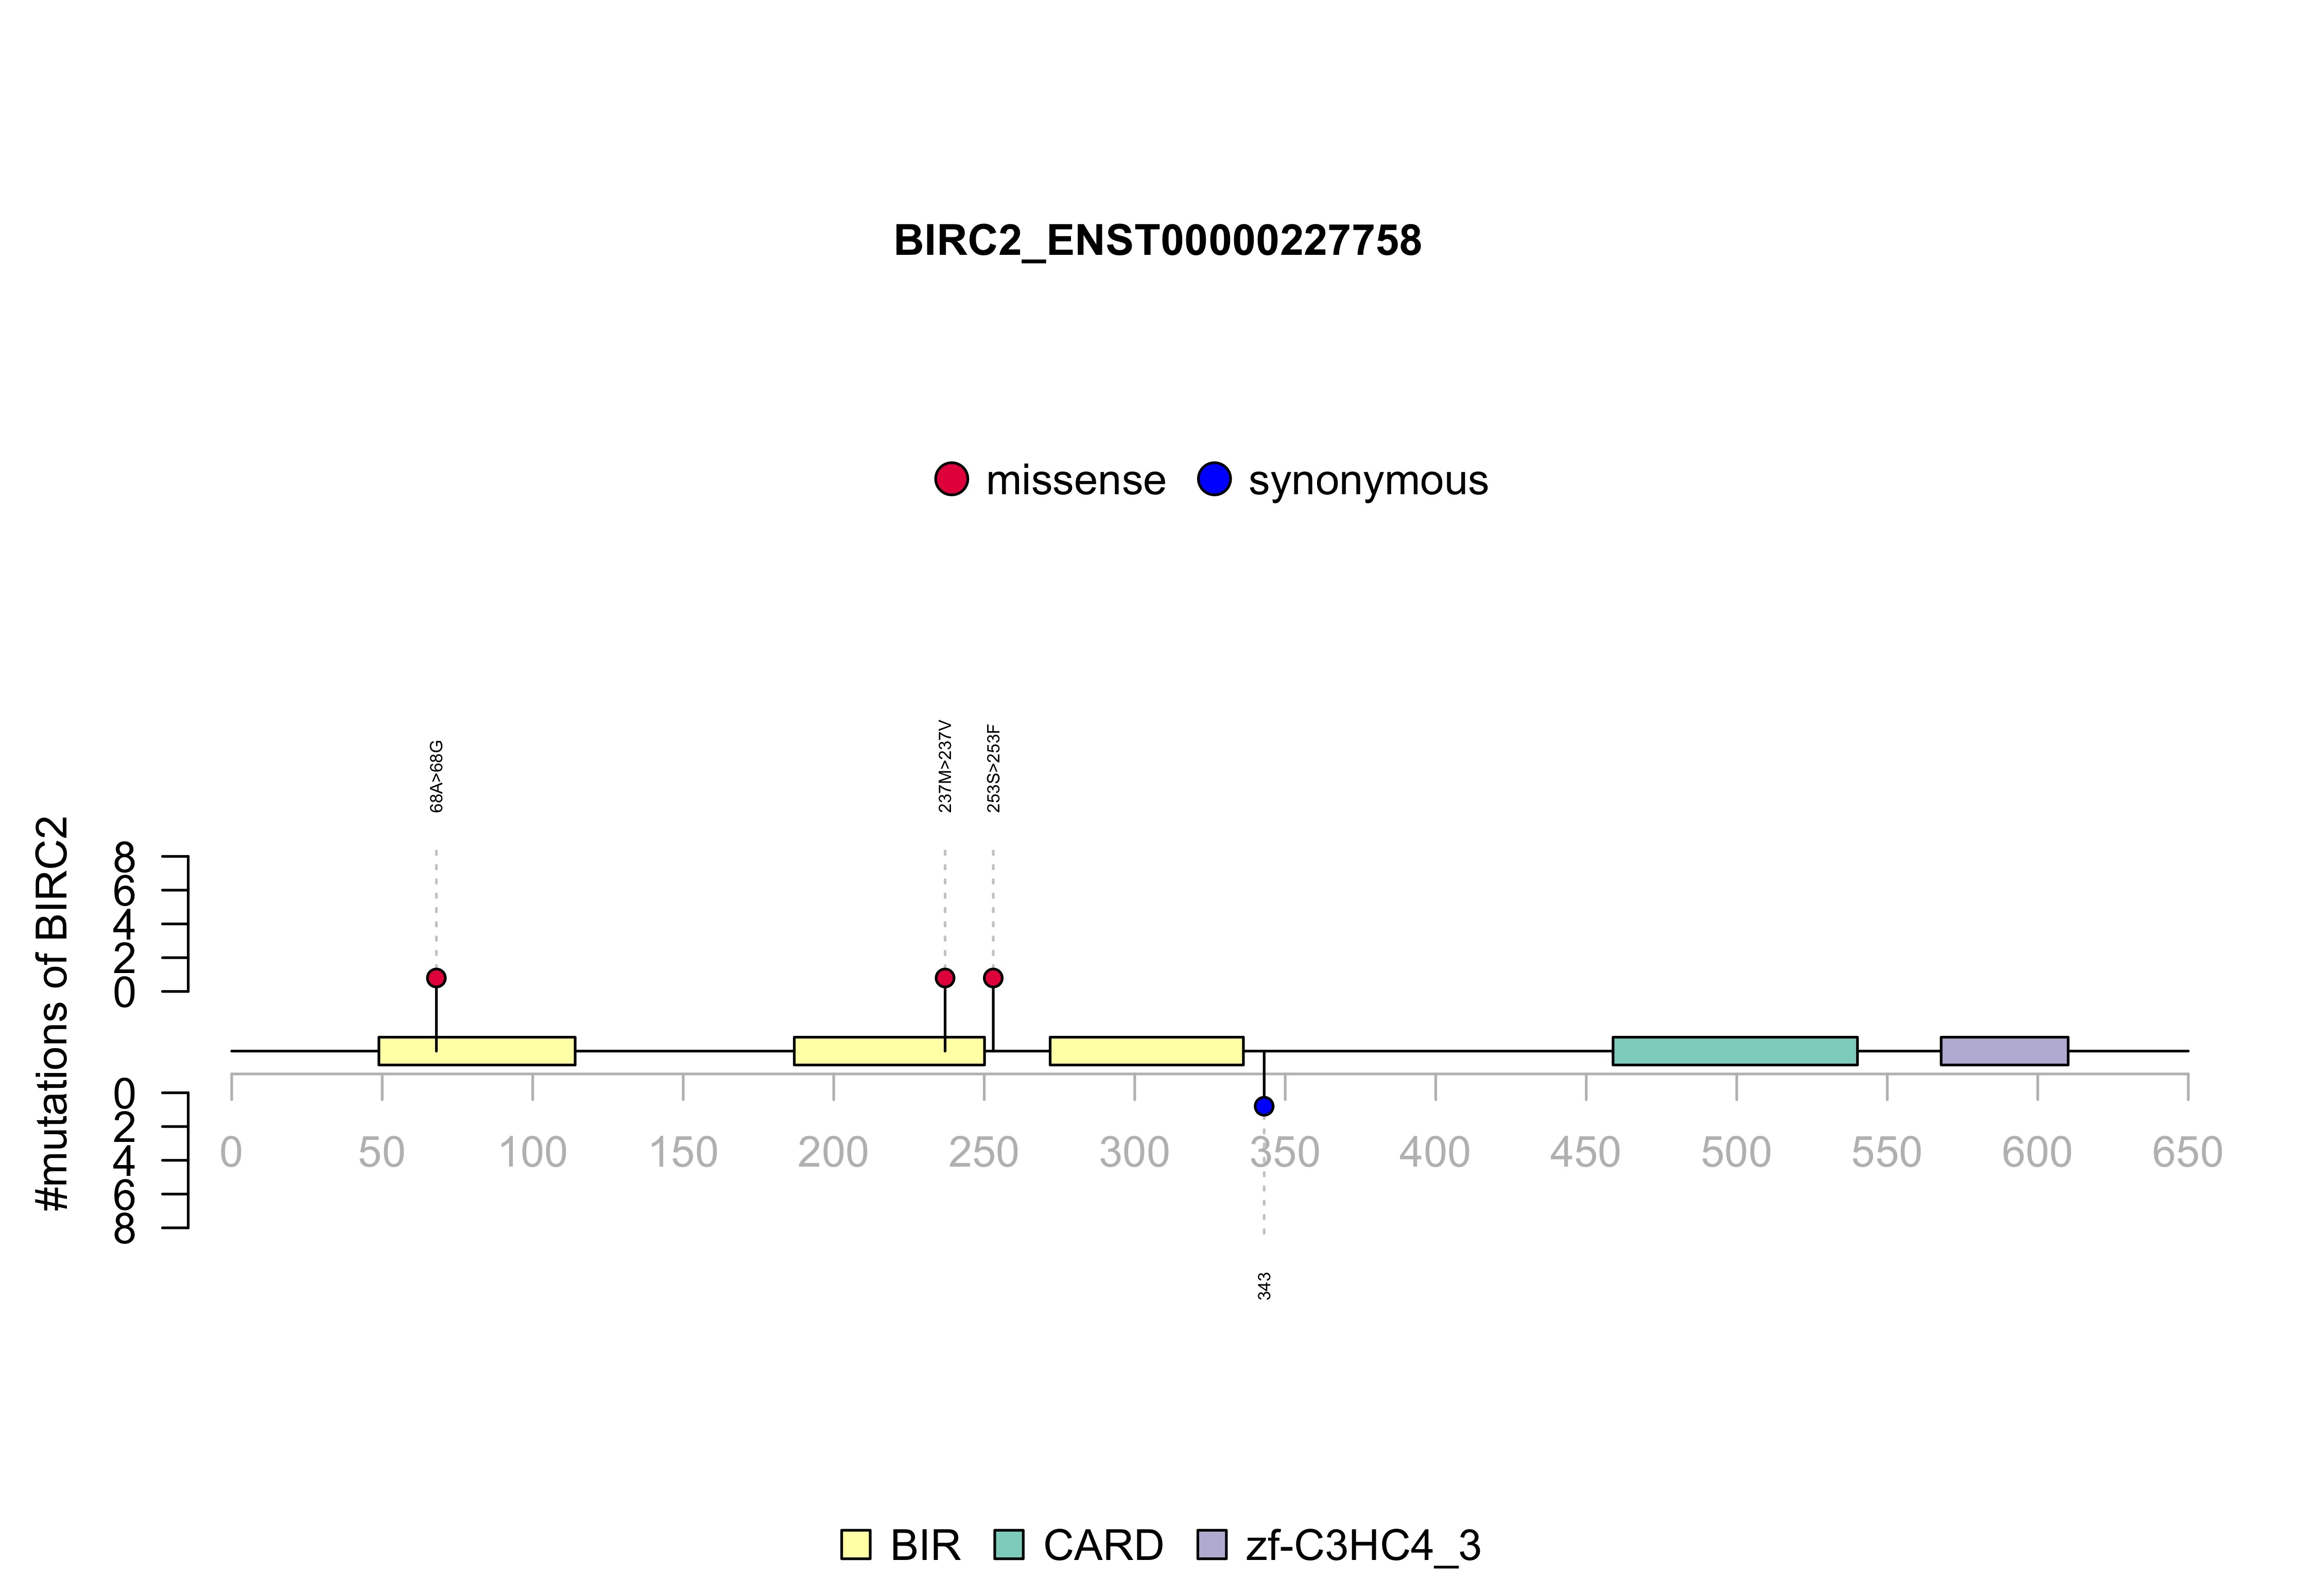 BIRC2_ENST00000227758
missense synonymous
68A>68G
237M>237V
253S>253F
#mutations of BIRC2
8
6
4
2
0
0
2
4
6
8
0 50 100 150 200 250 300 350 400 450 500 550 600 650
343
BIR CARD zf-C3HC4_3